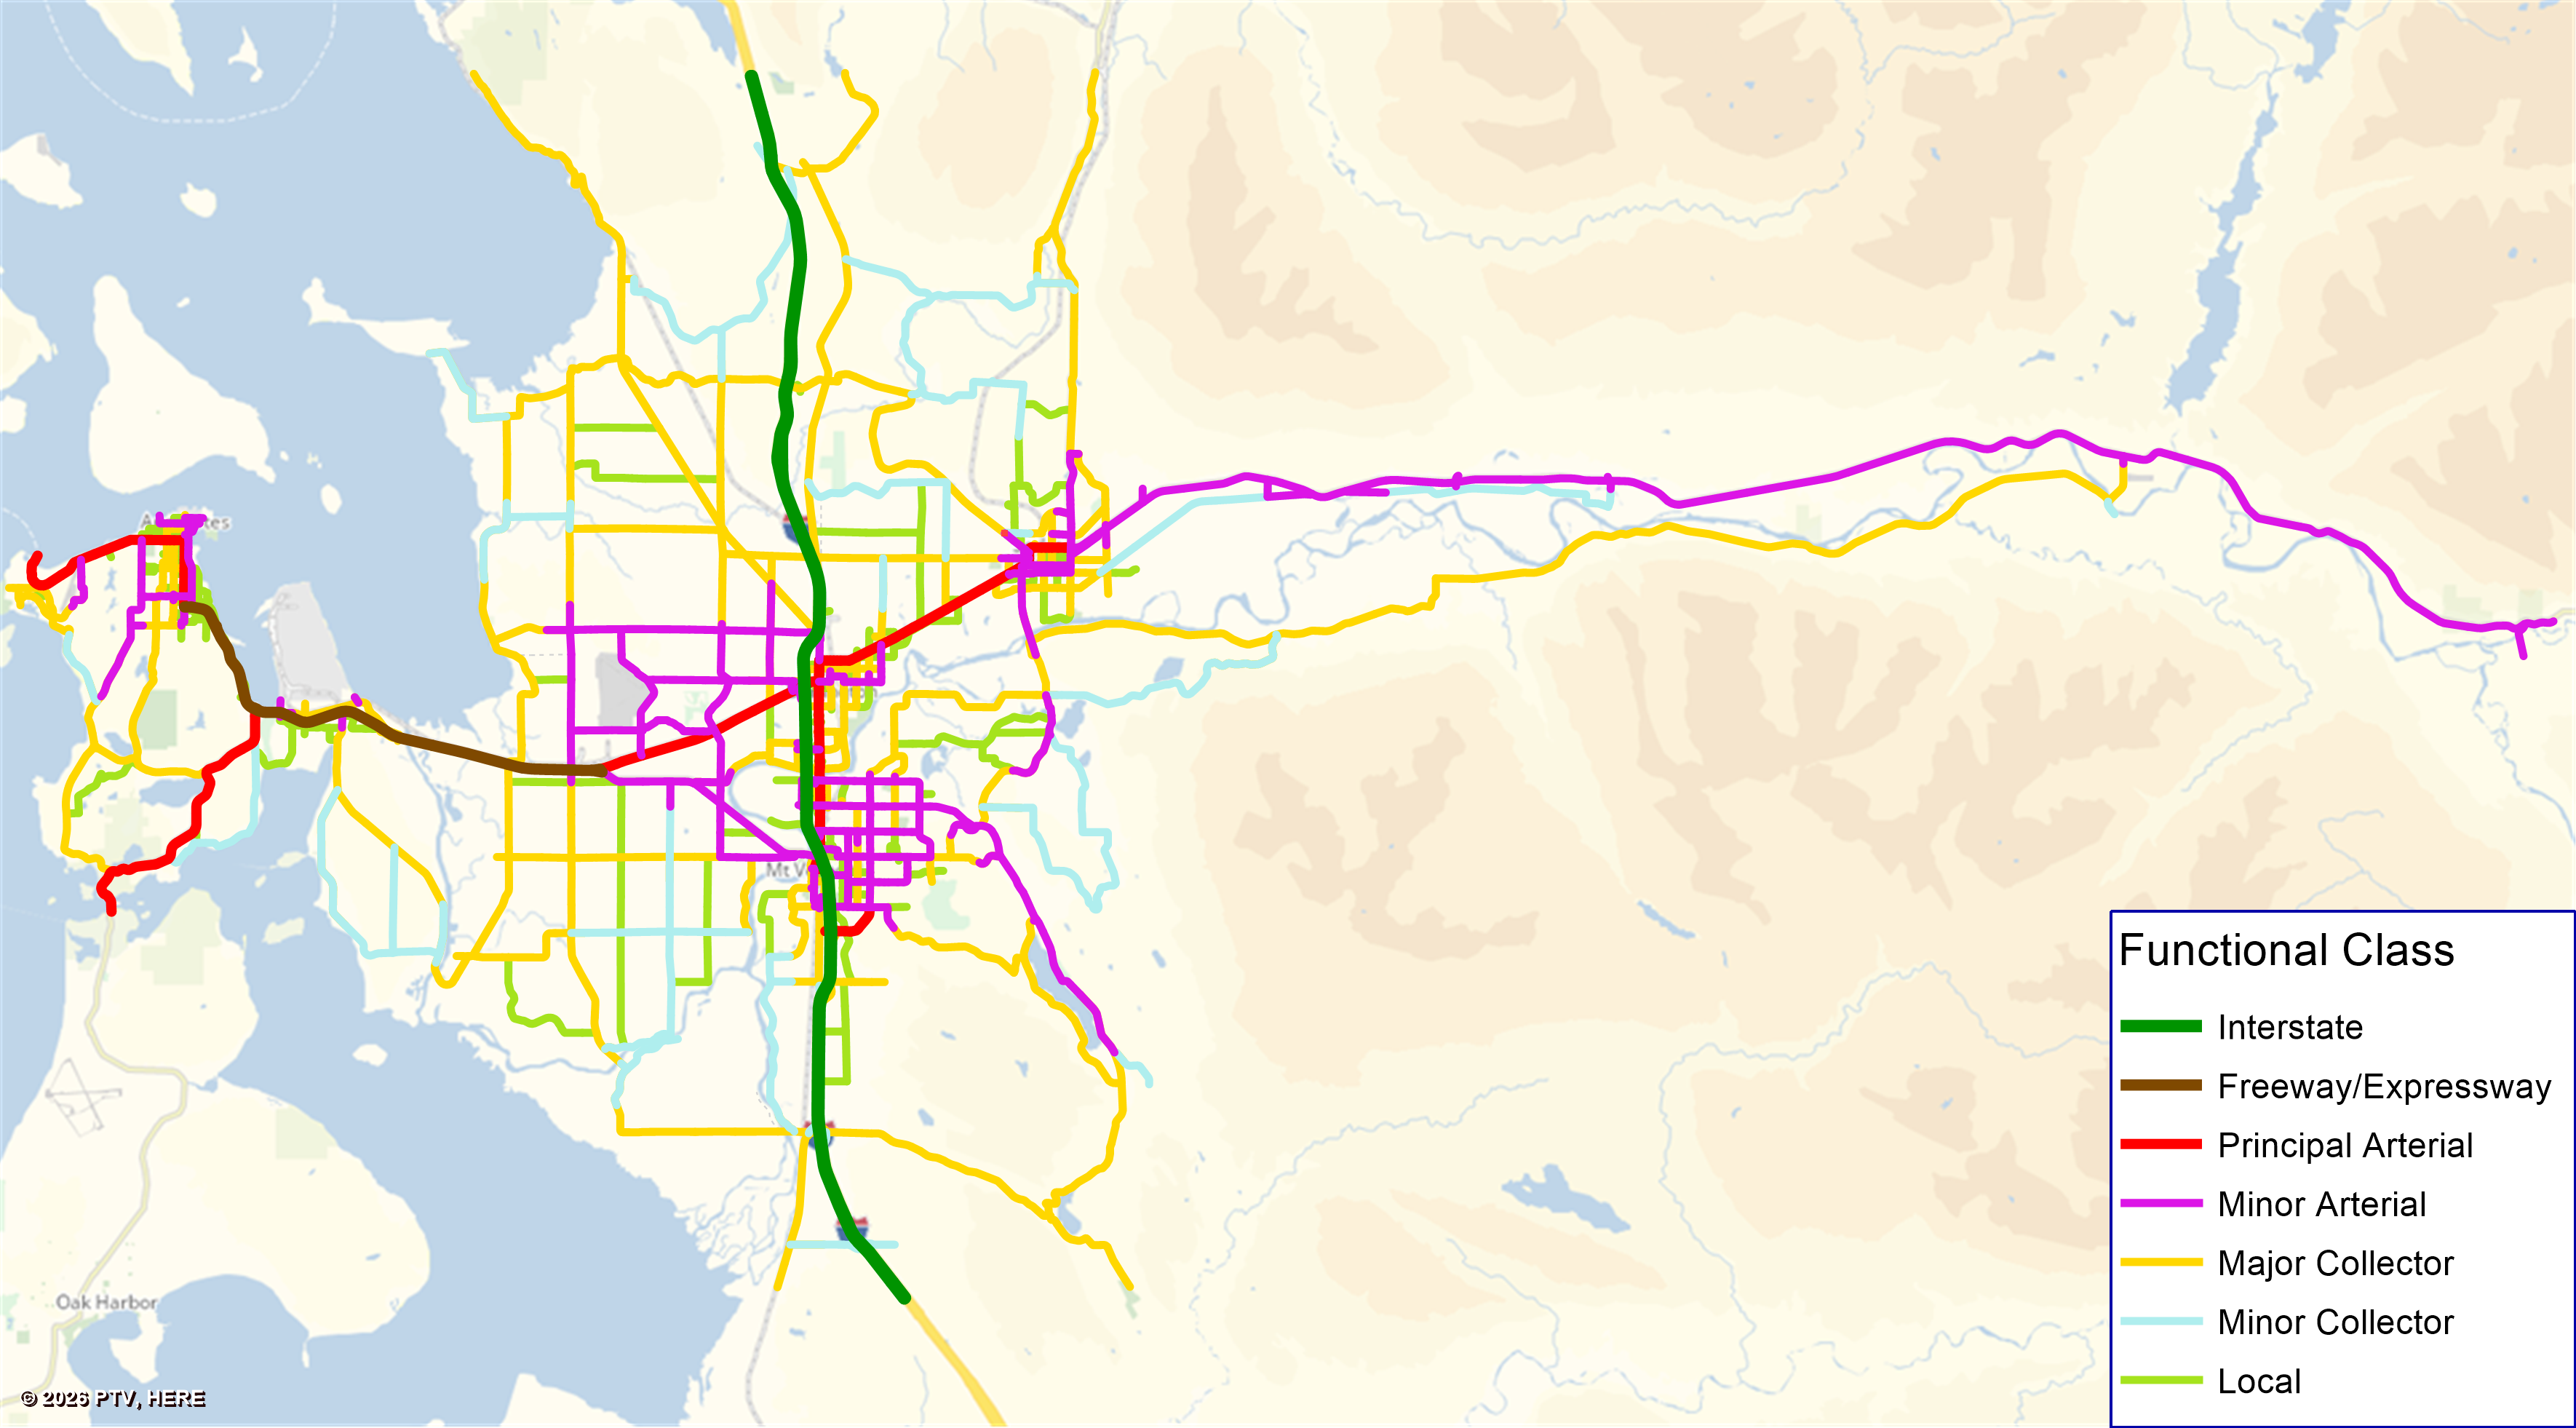 Mt V
Oak Harbor
Functional Class
Interstate
Freeway/Expressway
Principal Arterial
Minor Arterial
Major Collector
Minor Collector
Local
© 2026 PTV, HERE